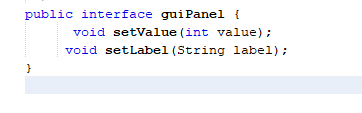 public interface guiPanel {
void setValue(int value);
void setLabel(String label);
}